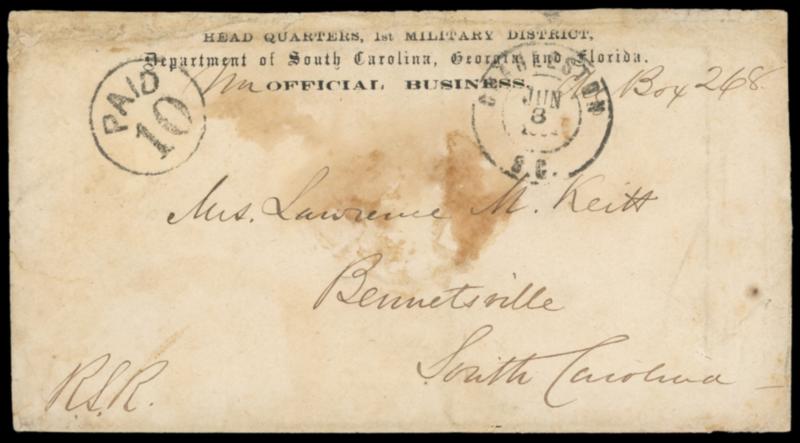 HEAD QUARTERS, 1st MILITARY DISTRICT,
Department of South Carolina, Georgia and Florida.
OFFICIAL BUSINESS.
Box 268.
PAID
10
CHARLESTON
JUN
8
S.C.
Mrs. Lawrence M. Keitt
Bennetsville
South Carolina
R.S.R.